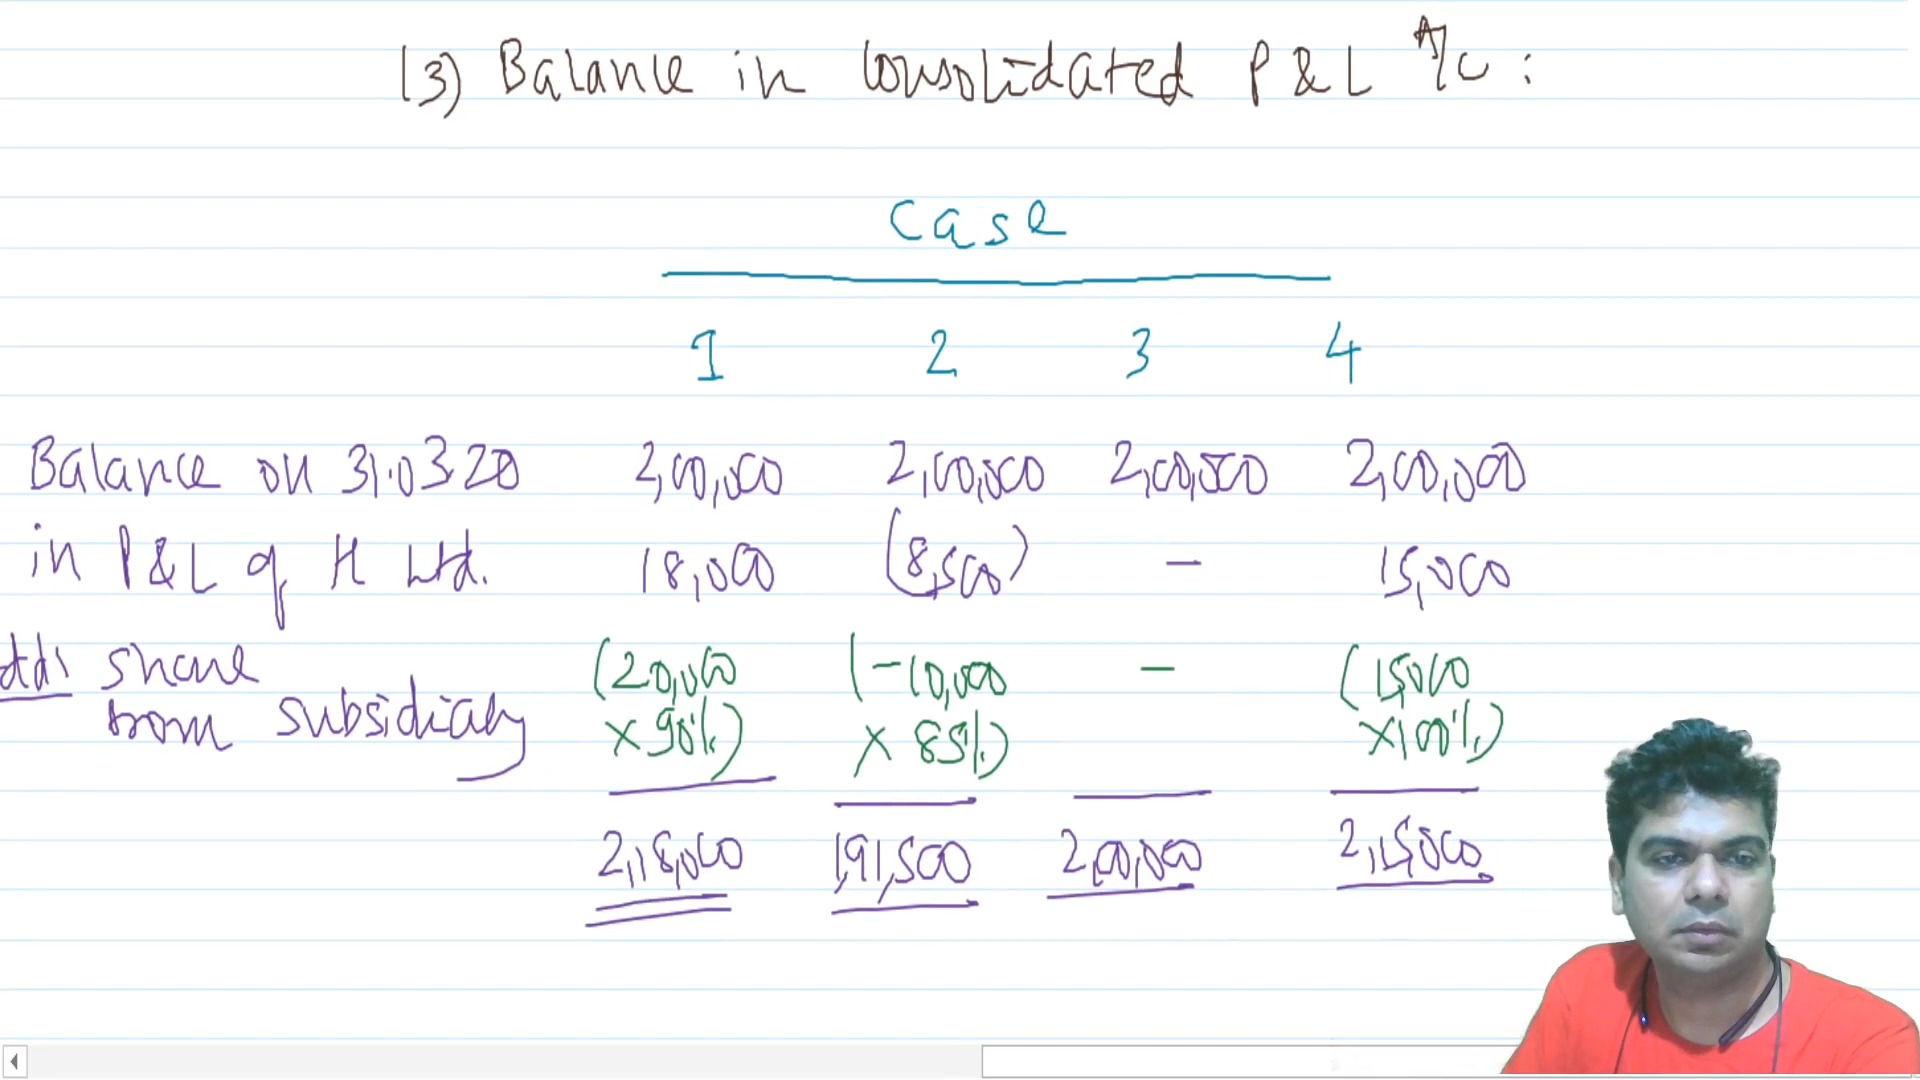 (3) Balance in Consolidated P & L A/c :
Case
1 2 3 4
Balance on 31.03.20 2,00,000 2,00,000 2,00,000 2,00,000
in P&L of H Ltd. 18,000 (8,500) — 15,000
Add: Share (20,000 (-10,000 — (15,000
from subsidiary × 90%) × 85%) ×100%)
2,18,000 1,91,500 2,00,000 2,15,000